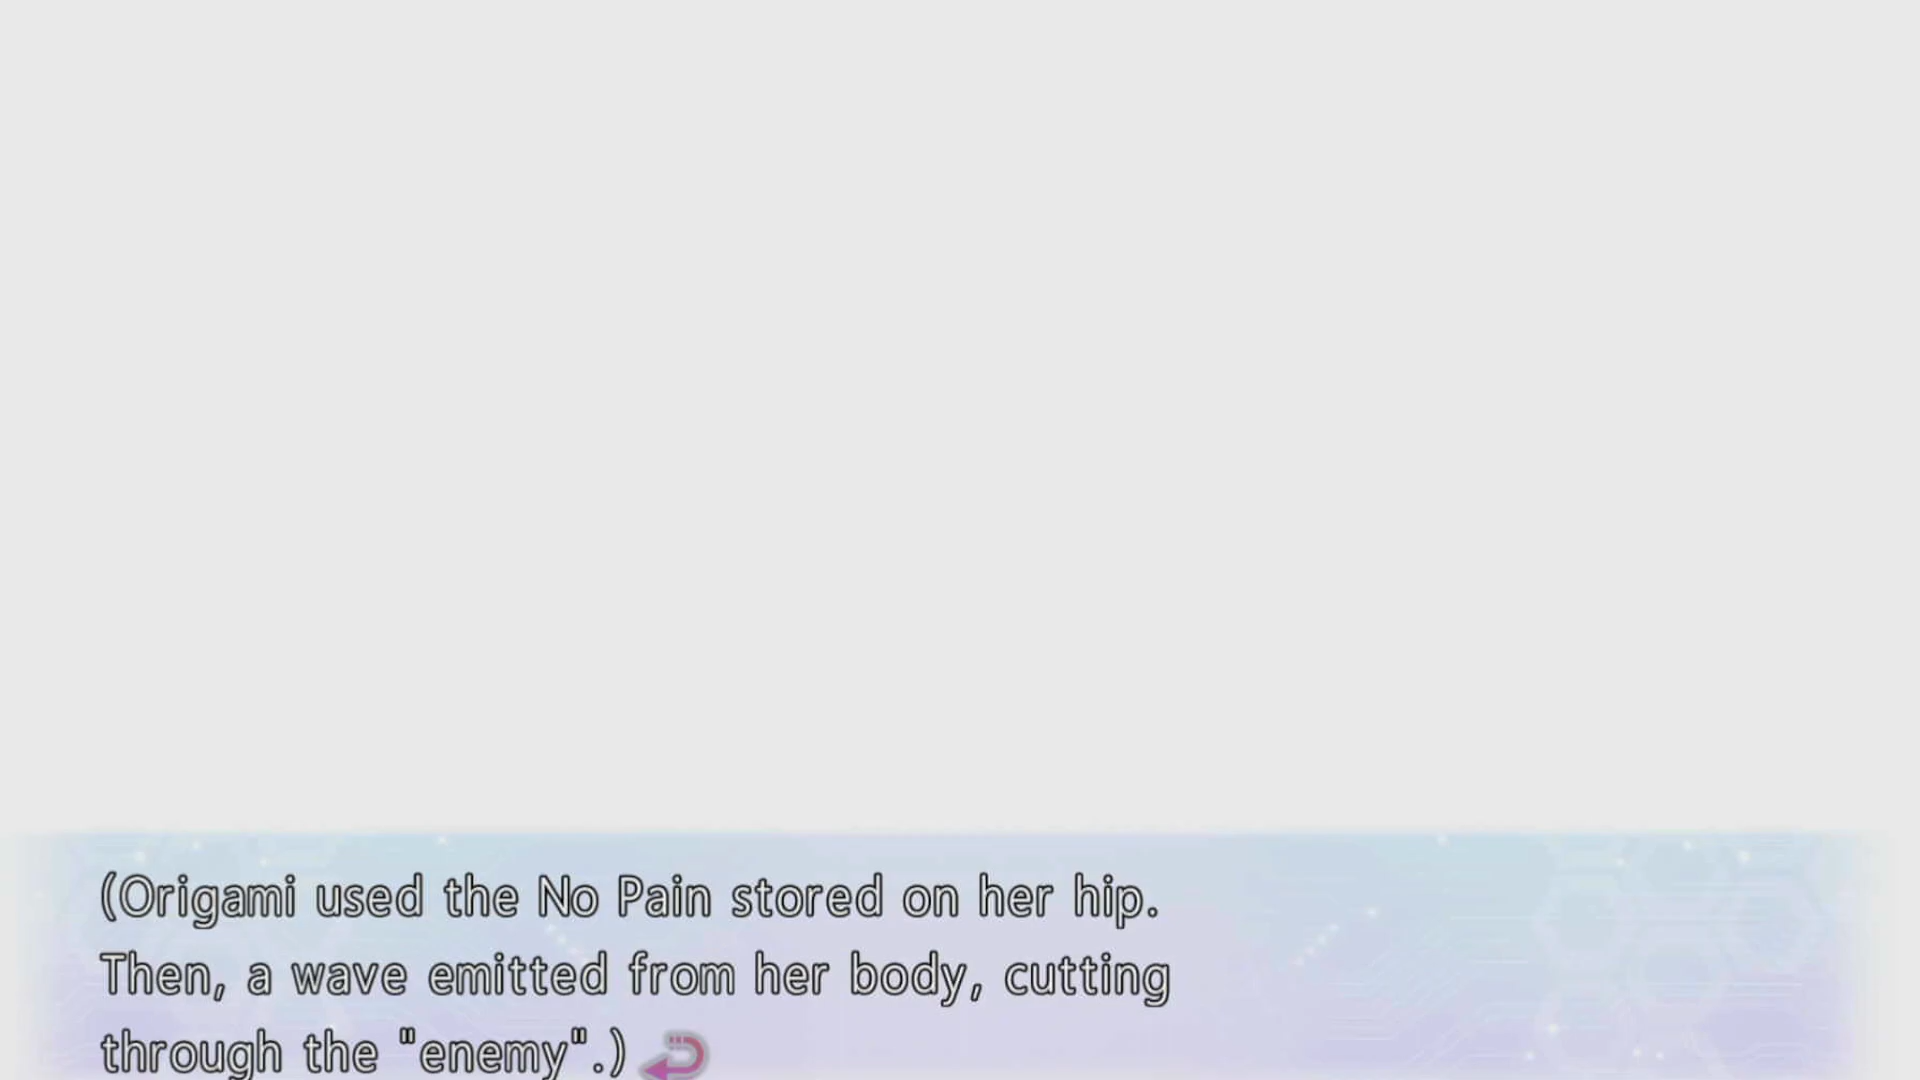 (Origami used the No Pain stored on her hip.
Then, a wave emitted from her body, cutting
through the "enemy".)